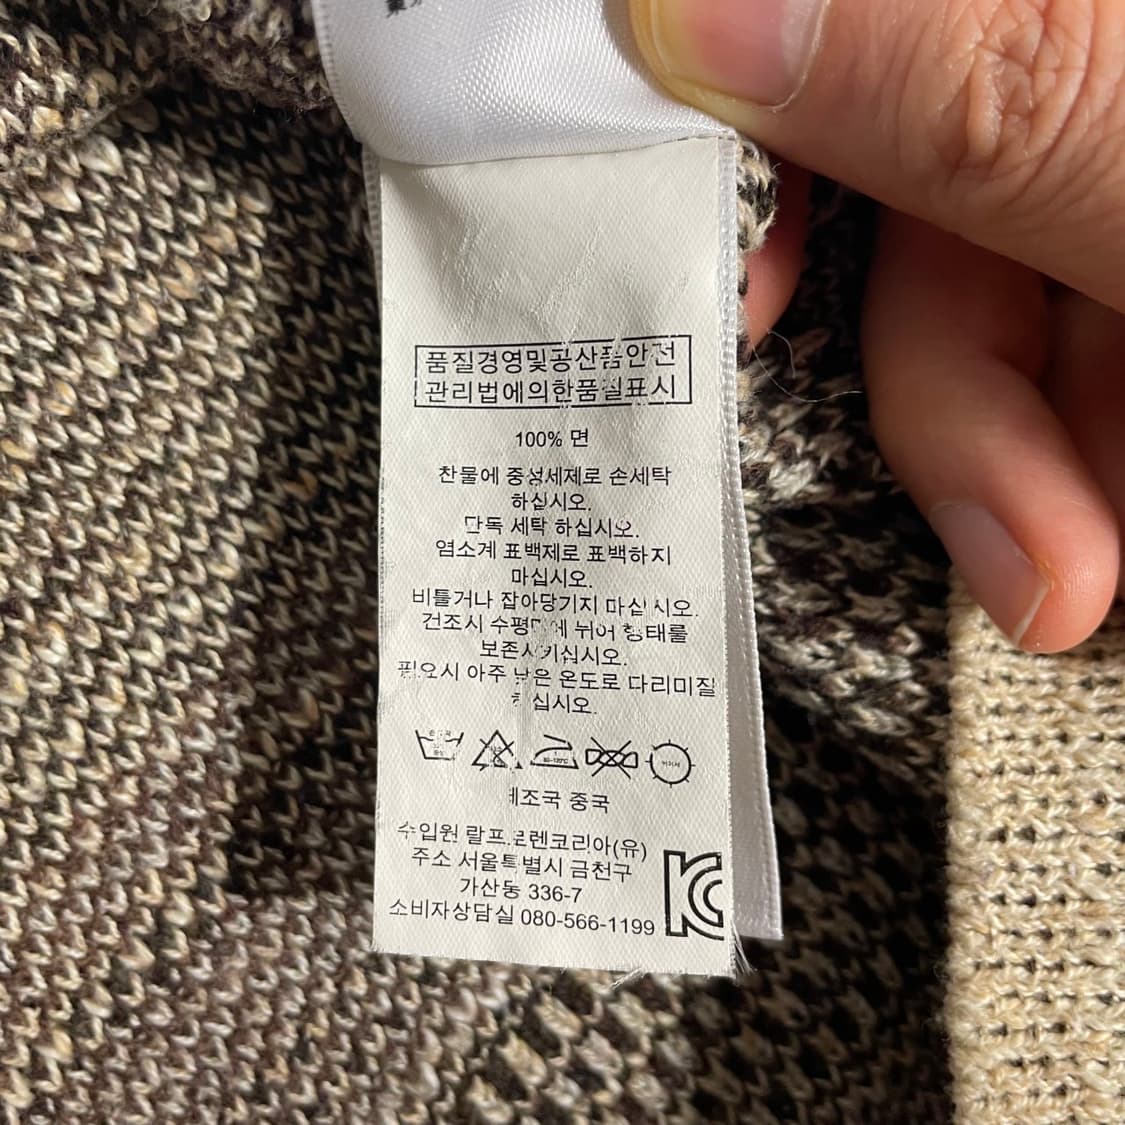 품질경영및공산품안전
관리법에의한품질표시
100% 면
찬물에 중성세제로 손세탁
하십시오.
단독 세탁 하십시오.
염소계 표백제로 표백하지
마십시오.
비틀거나 잡아당기지 마십시오.
건조시 수평면에 뉘어 형태를
보존시키십시오.
필요시 아주 낮은 온도로 다리미질
하십시오.
80-120°C
뉘어서
제조국 중국
수입원 랄프로렌코리아(유)
주소 서울특별시 금천구
가산동 336-7
소비자상담실 080-566-1199